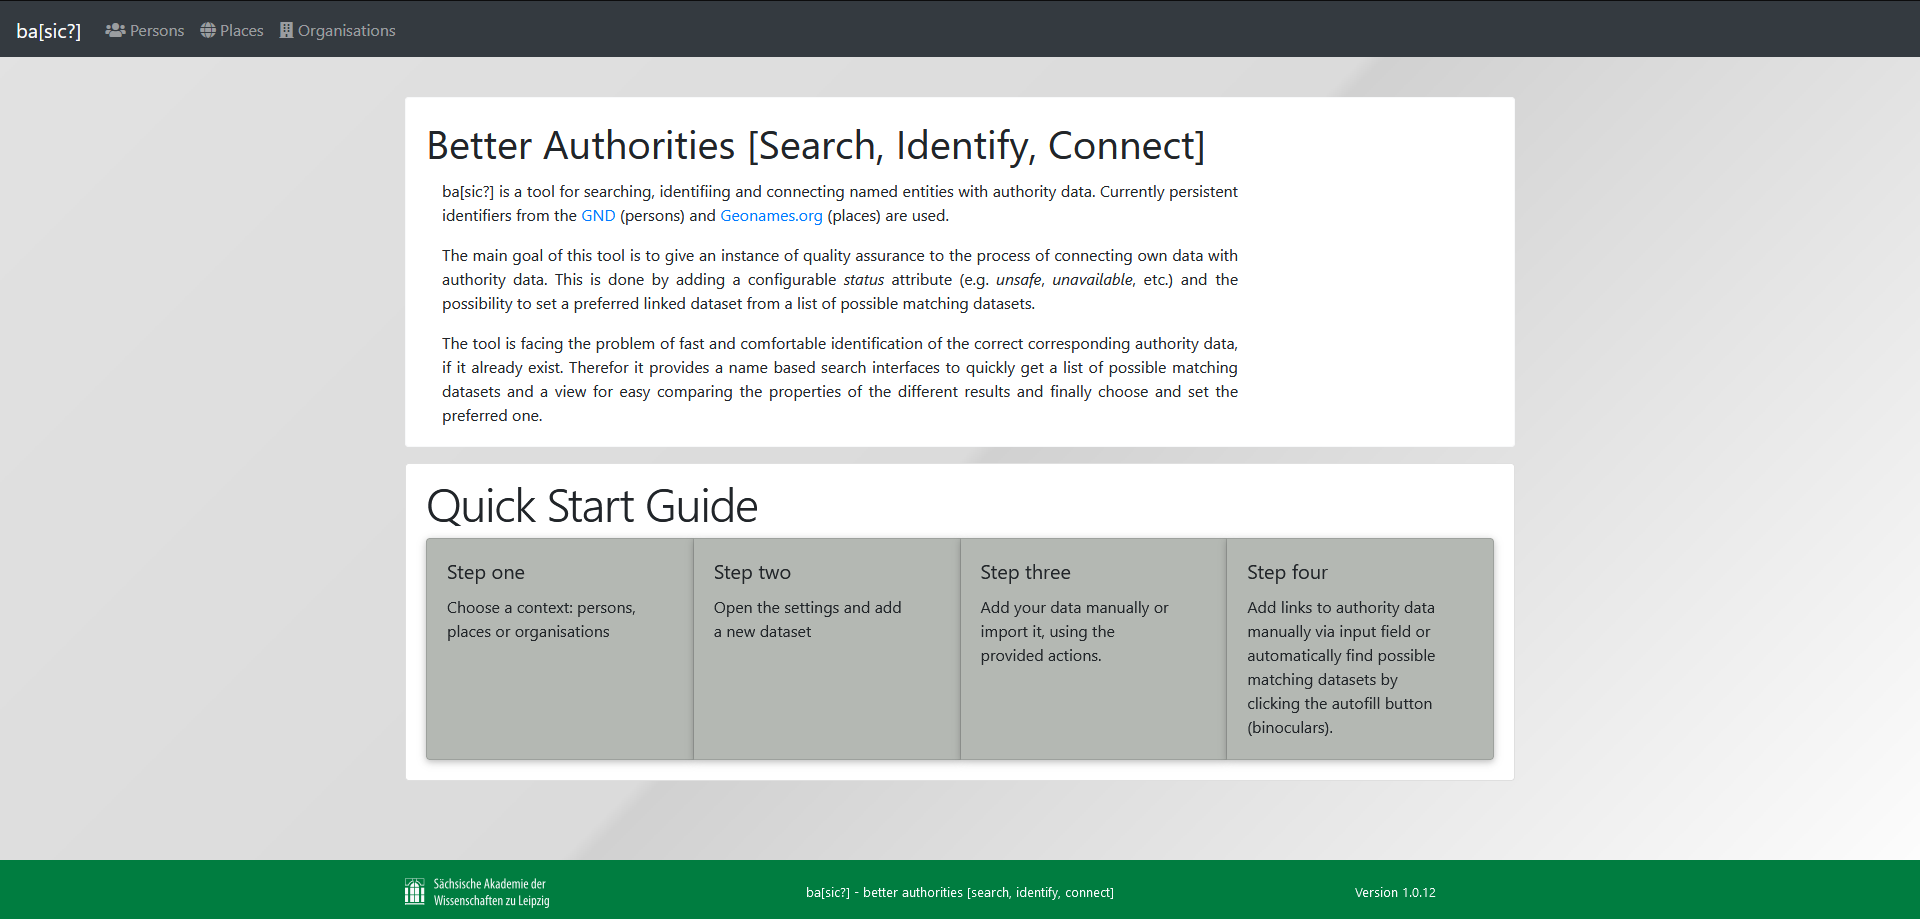 ba[sic?] Persons Places Organisations
Better Authorities [Search, Identify, Connect]
ba[sic?] is a tool for searching, identifiing and connecting named entities with authority data. Currently persistent
identifiers from the GND (persons) and Geonames.org (places) are used.
The main goal of this tool is to give an instance of quality assurance to the process of connecting own data with
authority data. This is done by adding a configurable status attribute (e.g. unsafe, unavailable, etc.) and the
possibility to set a preferred linked dataset from a list of possible matching datasets.
The tool is facing the problem of fast and comfortable identification of the correct corresponding authority data,
if it already exist. Therefor it provides a name based search interfaces to quickly get a list of possible matching
datasets and a view for easy comparing the properties of the different results and finally choose and set the
preferred one.
Quick Start Guide
Step one
Choose a context: persons,
places or organisations
Step two
Open the settings and add
a new dataset
Step three
Add your data manually or
import it, using the
provided actions.
Step four
Add links to authority data
manually via input field or
automatically find possible
matching datasets by
clicking the autofill button
(binoculars).
Sächsische Akademie der
Wissenschaften zu Leipzig
ba[sic?] - better authorities [search, identify, connect]
Version 1.0.12